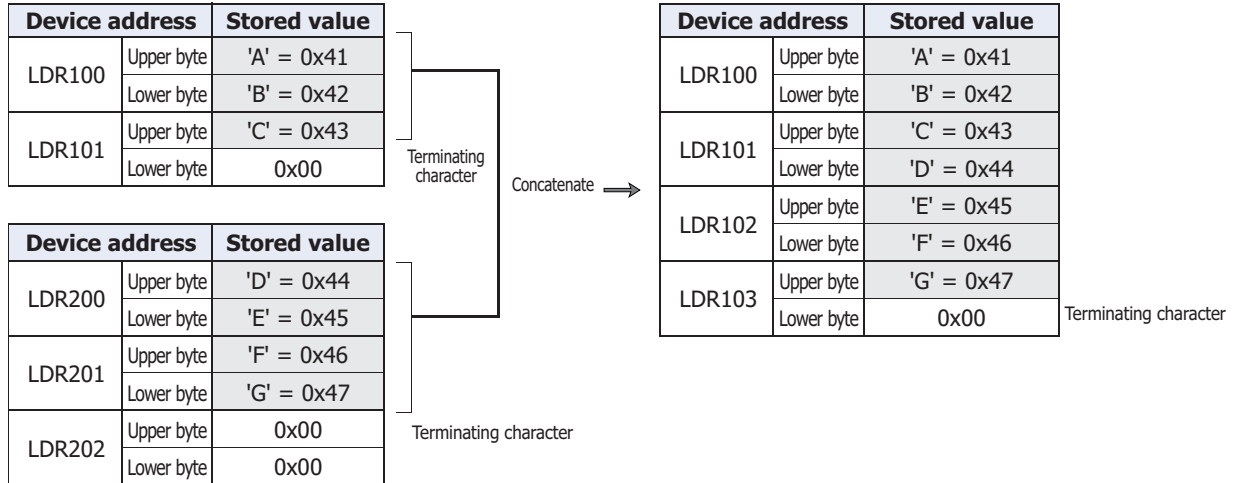 Device address Stored value
LDR100 Upper byte 'A' = 0x41
Lower byte 'B' = 0x42
LDR101 Upper byte 'C' = 0x43
Lower byte 0x00
Terminating
character
Device address Stored value
LDR200 Upper byte 'D' = 0x44
Lower byte 'E' = 0x45
LDR201 Upper byte 'F' = 0x46
Lower byte 'G' = 0x47
LDR202 Upper byte 0x00
Lower byte 0x00
Terminating character
Concatenate
Device address Stored value
LDR100 Upper byte 'A' = 0x41
Lower byte 'B' = 0x42
LDR101 Upper byte 'C' = 0x43
Lower byte 'D' = 0x44
LDR102 Upper byte 'E' = 0x45
Lower byte 'F' = 0x46
LDR103 Upper byte 'G' = 0x47
Lower byte 0x00
Terminating character